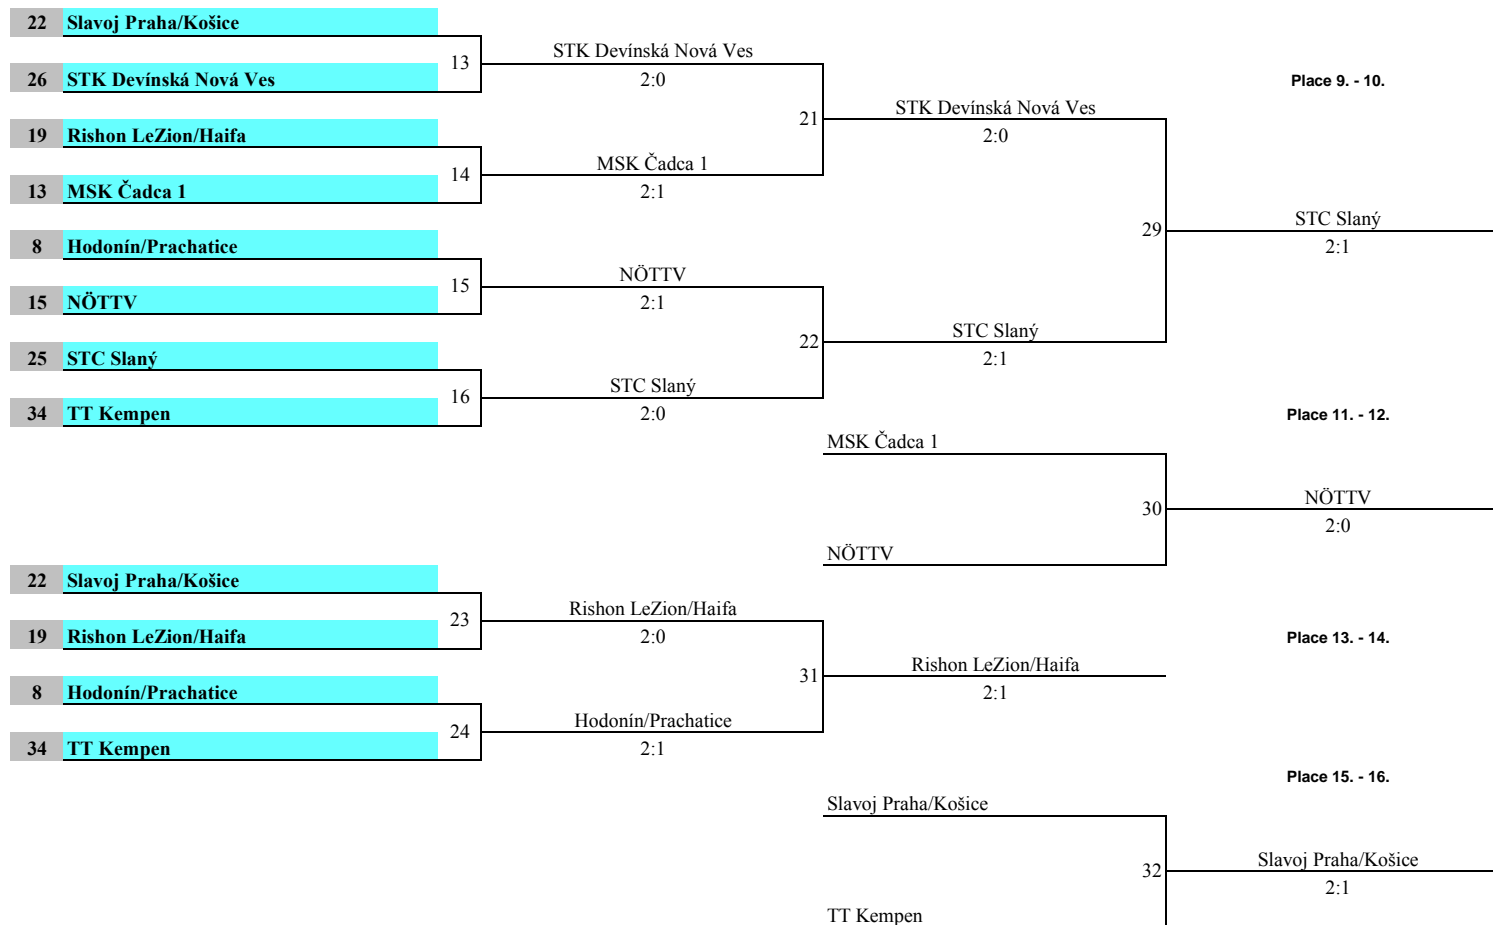 22 Slavoj Praha/Košice
13 STK Devínská Nová Ves
26 STK Devínská Nová Ves 2:0 Place 9. - 10.
21 STK Devínská Nová Ves
19 Rishon LeZion/Haifa 2:0
14 MSK Čadca 1
13 MSK Čadca 1 2:1
29 STC Slaný
8 Hodonín/Prachatice 2:1
15 NÖTTV
15 NÖTTV 2:1
22 STC Slaný
25 STC Slaný 2:1
16 STC Slaný
34 TT Kempen 2:0 Place 11. - 12.
MSK Čadca 1
30 NÖTTV
2:0
NÖTTV
22 Slavoj Praha/Košice
23 Rishon LeZion/Haifa
19 Rishon LeZion/Haifa 2:0 Place 13. - 14.
31 Rishon LeZion/Haifa
8 Hodonín/Prachatice 2:1
24 Hodonín/Prachatice
34 TT Kempen 2:1
Place 15. - 16.
Slavoj Praha/Košice
32 Slavoj Praha/Košice
2:1
TT Kempen